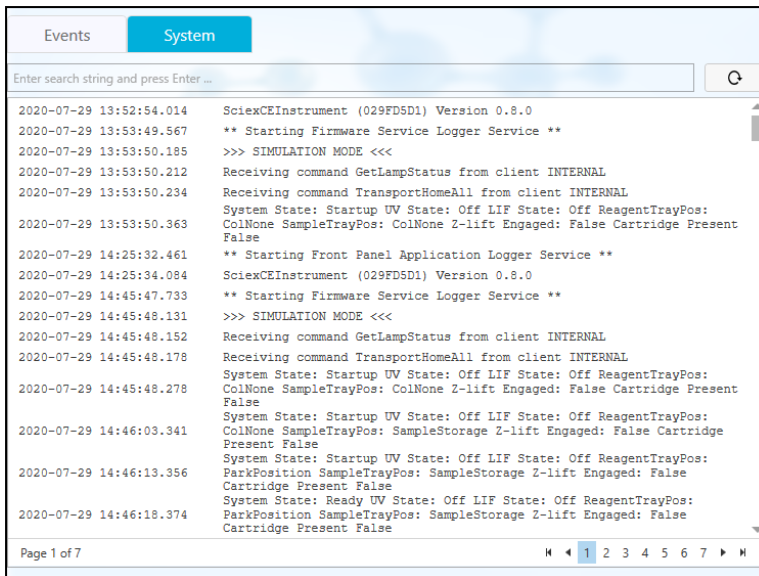 Events System
Enter search string and press Enter ...
2020-07-29 13:52:54.014 SciexCEInstrument (029FD5D1) Version 0.8.0
2020-07-29 13:53:49.567 ** Starting Firmware Service Logger Service **
2020-07-29 13:53:50.185 >>> SIMULATION MODE <<<
2020-07-29 13:53:50.212 Receiving command GetLampStatus from client INTERNAL
2020-07-29 13:53:50.234 Receiving command TransportHomeAll from client INTERNAL
System State: Startup UV State: Off LIF State: Off ReagentTrayPos:
2020-07-29 13:53:50.363 ColNone SampleTrayPos: ColNone Z-lift Engaged: False Cartridge Present
False
2020-07-29 14:25:32.461 ** Starting Front Panel Application Logger Service **
2020-07-29 14:25:34.084 SciexCEInstrument (029FD5D1) Version 0.8.0
2020-07-29 14:45:47.733 ** Starting Firmware Service Logger Service **
2020-07-29 14:45:48.131 >>> SIMULATION MODE <<<
2020-07-29 14:45:48.152 Receiving command GetLampStatus from client INTERNAL
2020-07-29 14:45:48.178 Receiving command TransportHomeAll from client INTERNAL
System State: Startup UV State: Off LIF State: Off ReagentTrayPos:
2020-07-29 14:45:48.278 ColNone SampleTrayPos: ColNone Z-lift Engaged: False Cartridge Present
False
System State: Startup UV State: Off LIF State: Off ReagentTrayPos:
2020-07-29 14:46:03.341 ColNone SampleTrayPos: SampleStorage Z-lift Engaged: False Cartridge
Present False
System State: Startup UV State: Off LIF State: Off ReagentTrayPos:
2020-07-29 14:46:13.356 ParkPosition SampleTrayPos: SampleStorage Z-lift Engaged: False
Cartridge Present False
System State: Ready UV State: Off LIF State: Off ReagentTrayPos:
2020-07-29 14:46:18.374 ParkPosition SampleTrayPos: SampleStorage Z-lift Engaged: False
Cartridge Present False
Page 1 of 7 1 2 3 4 5 6 7